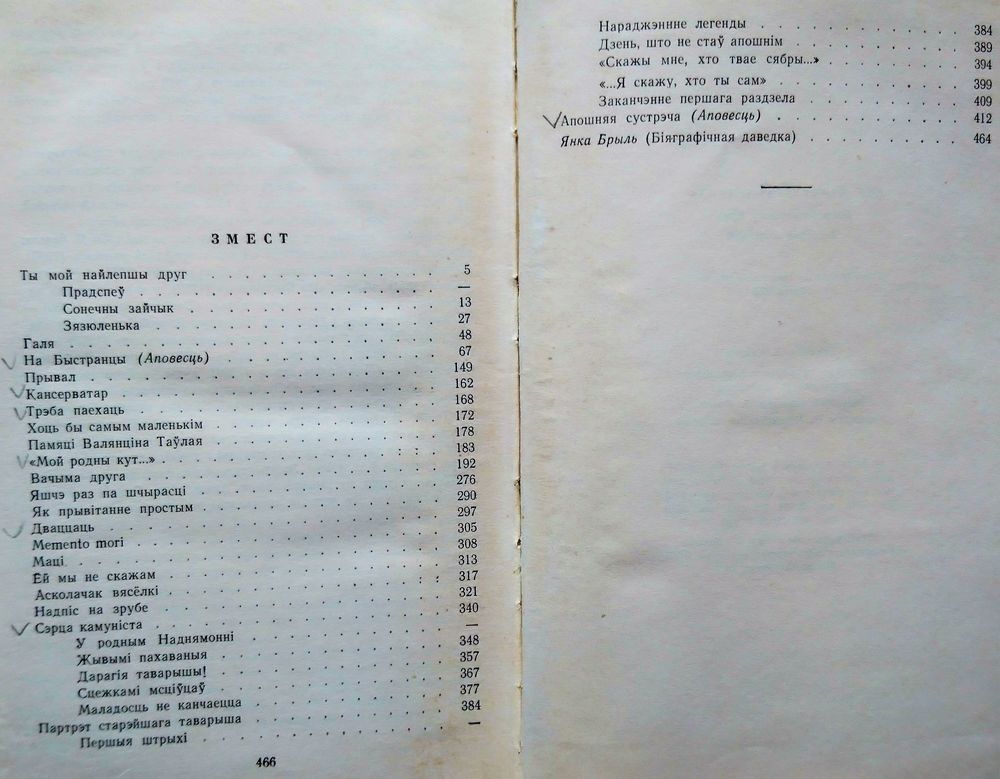 ЗМЕСТ
Ты мой найлепшы друг . . . . . . . . . . . . 5
Прадспеў . . . . . . . . . . . . —
Сонечны зайчык . . . . . . . . . . . . 13
Зязюленька . . . . . . . . . . . . 27
Галя . . . . . . . . . . . . 48
На Быстранцы (Аповесць) . . . . . . . . . . . . 67
Прывал . . . . . . . . . . . . 149
Кансерватар . . . . . . . . . . . . 162
Трэба паехаць . . . . . . . . . . . . 168
Хоць бы самым маленькім . . . . . . . . . . . . 172
Памяці Валянціна Таўлая . . . . . . . . . . . . 178
«Мой родны кут...» . . . . . . . . . . . . 183
Вачыма друга . . . . . . . . . . . . 192
Яшчэ раз па шчырасці . . . . . . . . . . . . 276
Як прывітанне простым . . . . . . . . . . . . 290
Дваццаць . . . . . . . . . . . . 297
Memento mori . . . . . . . . . . . . 305
Маці . . . . . . . . . . . . 308
Ёй мы не скажам . . . . . . . . . . . . 313
Асколачак вясёлкі . . . . . . . . . . . . 317
Надпіс на зрубе . . . . . . . . . . . . 321
Сэрца камуніста . . . . . . . . . . . . 340
У родным Наднямонні . . . . . . . . . . . . —
Жывымі пахаваныя . . . . . . . . . . . . 348
Дарагія таварышы! . . . . . . . . . . . . 357
Сцежкамі мсціўцаў . . . . . . . . . . . . 367
Маладосць не канчаецца . . . . . . . . . . . . 377
Партрэт старэйшага таварыша . . . . . . . . . . . . 384
Першыя штрыхі . . . . . . . . . . . . —
466
Нараджэннне легенды . . . . . . . . . . . . 384
Дзень, што не стаў апошнім . . . . . . . . . . . . 389
«Скажы мне, хто твае сябры...» . . . . . . . . . . . . 394
«...Я скажу, хто ты сам» . . . . . . . . . . . . 399
Заканчэнне першага раздзела . . . . . . . . . . . . 409
Апошняя сустрэча (Аповесць) . . . . . . . . . . . . 412
Янка Брыль (Біяграфічная даведка) . . . . . . . . . . . . 464